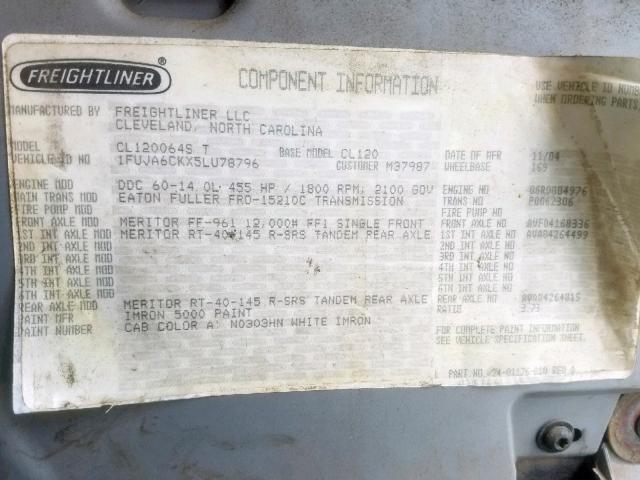 FREIGHTLINER
COMPONENT INFORMATION
USE VEHICLE ID NUMB
WHEN ORDERING PARTS
MANUFACTURED BY FREIGHTLINER LLC
CLEVELAND, NORTH CAROLINA
MODEL CL120064S T BASE MODEL CL120 DATE OF MFR 11/04
1FUJA6CKX5LU78796 CUSTOMER M37987 WHEELBASE 169
ENGINE MOD DDC 60-14.0L 455 HP / 1800 RPM; 2100 GOV ENGINE NO 06R0804976
MAIN TRANS MOD EATON FULLER FRO-15210C TRANSMISSION TRANS NO P0062306
FIRE PUMP MOD FIRE PUMP NO
FRONT AXLE MOD MERITOR FF-961 12,000# FF1 SINGLE FRONT FRONT AXLE NO
1ST INT AXLE MOD MERITOR RT-40-145 R-SRS TANDEM REAR AXLE 1ST INT AXLE NO
2ND INT AXLE MOD 2ND INT AXLE NO
3RD INT AXLE MOD 3RD INT AXLE NO
4TH INT AXLE MOD 4TH INT AXLE NO
5TH INT AXLE MOD 5TH INT AXLE NO
6TH INT AXLE MOD 6TH INT AXLE NO
REAR AXLE MOD MERITOR RT-40-145 R-SRS TANDEM REAR AXLE REAR AXLE NO
PAINT MFR IMRON 5000 PAINT RATIO 3.73
PAINT NUMBER CAB COLOR A: N0303HN WHITE IMRON
FOR COMPLETE PAINT INFORMATION
SEE VEHICLE SPECIFICATION SHEET.
PART NO. 24-01176-010 REV